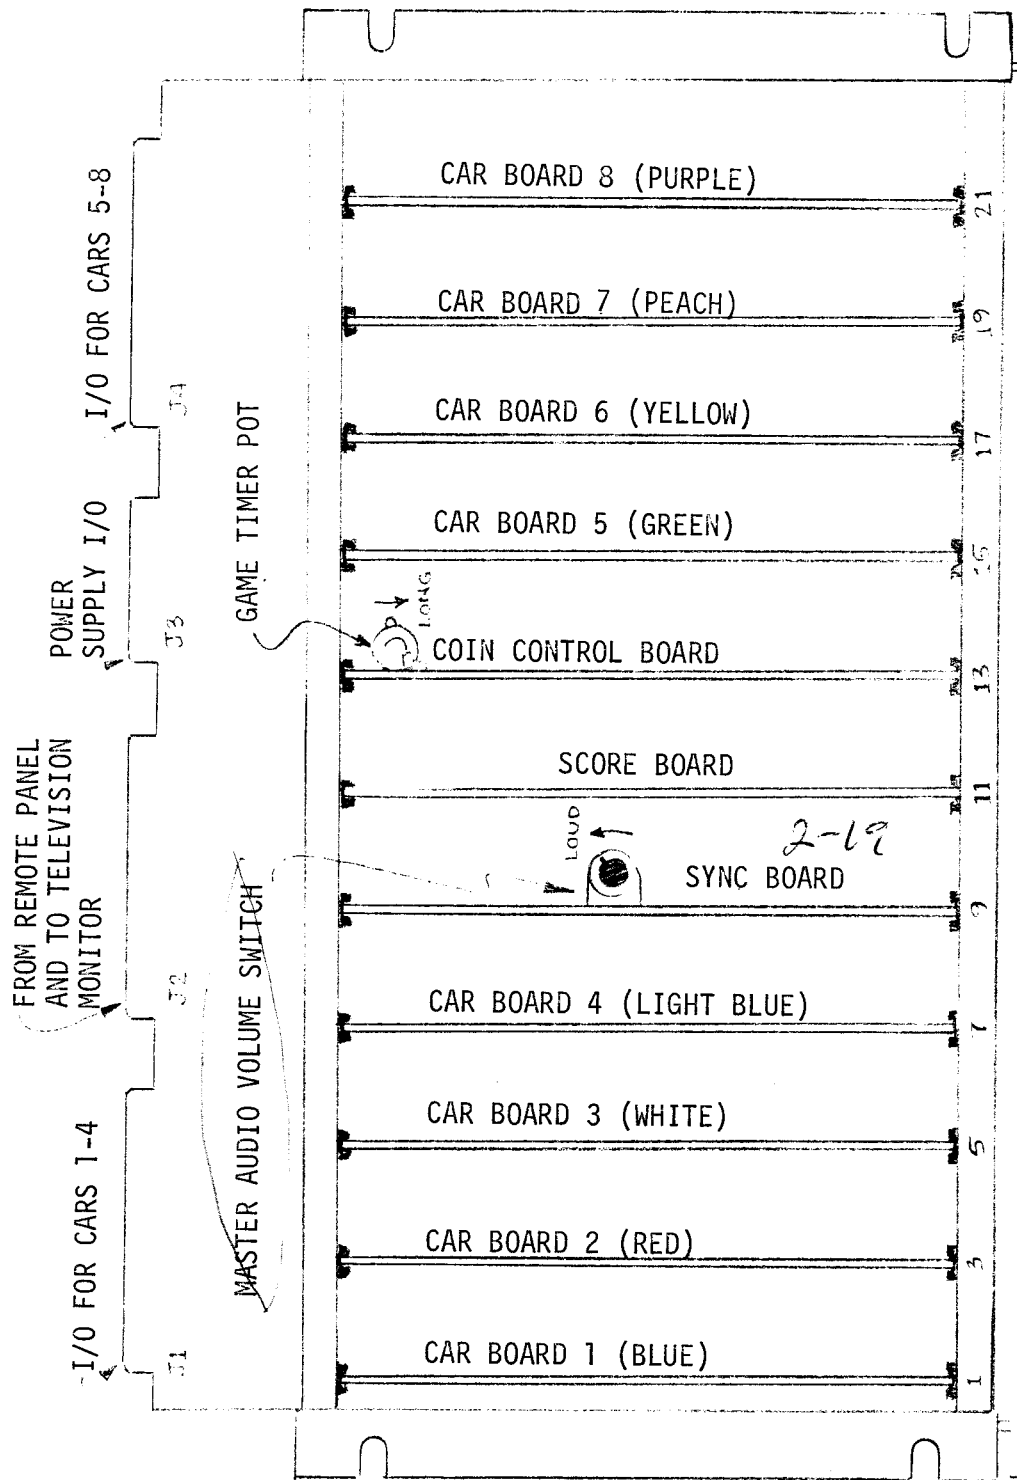 I/O FOR CARS 5-8
J4
POWER
SUPPLY I/O
J3
FROM REMOTE PANEL
AND TO TELEVISION
MONITOR
J2
I/O FOR CARS 1-4
J1
GAME TIMER POT
MASTER AUDIO VOLUME SWITCH
CAR BOARD 8 (PURPLE)
21
CAR BOARD 7 (PEACH)
19
CAR BOARD 6 (YELLOW)
17
CAR BOARD 5 (GREEN)
15
LONG
COIN CONTROL BOARD
13
SCORE BOARD
11
LOUD
2-19
SYNC BOARD
9
CAR BOARD 4 (LIGHT BLUE)
7
CAR BOARD 3 (WHITE)
5
CAR BOARD 2 (RED)
3
CAR BOARD 1 (BLUE)
1